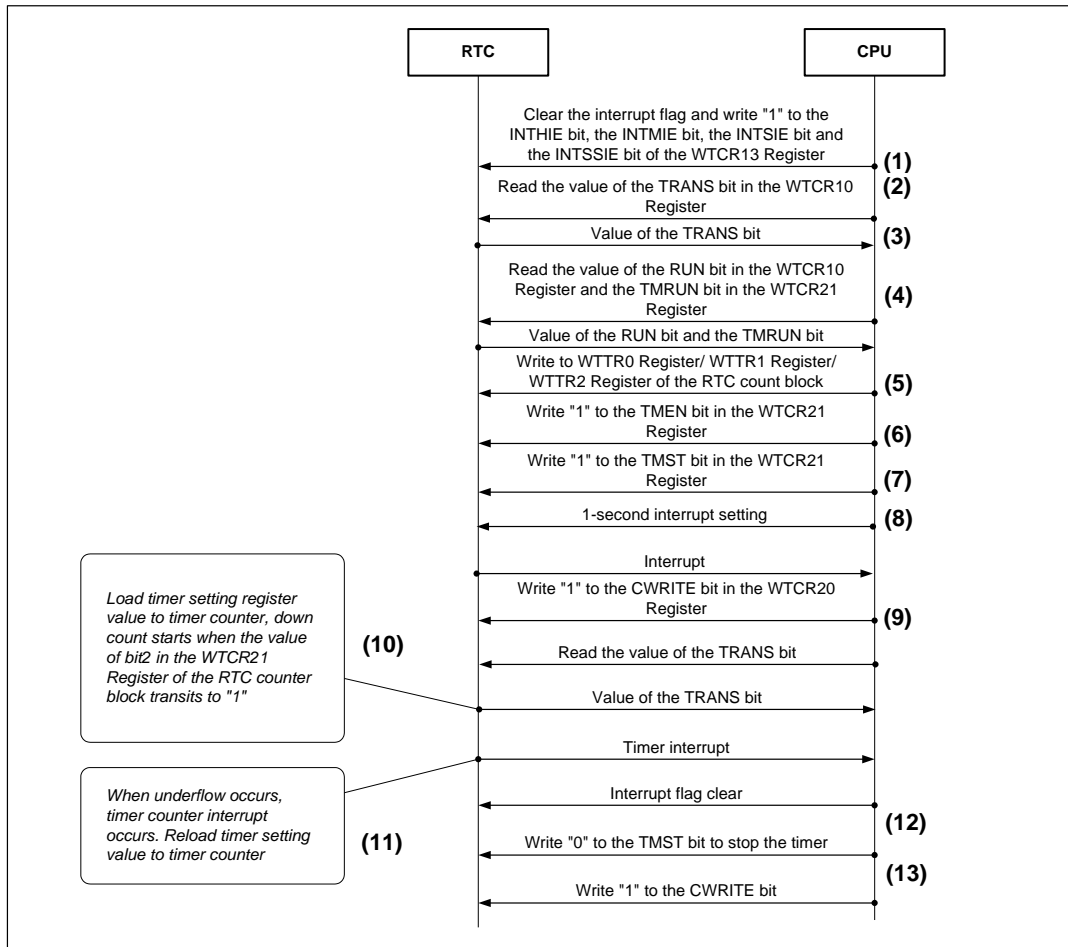 RTC
CPU
Clear the interrupt flag and write "1" to the
INTHIE bit, the INTMIE bit, the INTSIE bit and
the INTSSIE bit of the WTCR13 Register
(1)
Read the value of the TRANS bit in the WTCR10
Register
(2)
Value of the TRANS bit
(3)
Read the value of the RUN bit in the WTCR10
Register and the TMRUN bit in the WTCR21
Register
(4)
Value of the RUN bit and the TMRUN bit
Write to WTTR0 Register/ WTTR1 Register/
WTTR2 Register of the RTC count block
(5)
Write "1" to the TMEN bit in the WTCR21
Register
(6)
Write "1" to the TMST bit in the WTCR21
Register
(7)
1-second interrupt setting
(8)
Interrupt
Write "1" to the CWRITE bit in the WTCR20
Register
(9)
Load timer setting register
value to timer counter, down
count starts when the value
of bit2 in the WTCR21
Register of the RTC counter
block transits to "1"
(10)
Read the value of the TRANS bit
Value of the TRANS bit
Timer interrupt
When underflow occurs,
timer counter interrupt
occurs. Reload timer setting
value to timer counter
(11)
Interrupt flag clear
(12)
Write "0" to the TMST bit to stop the timer
(13)
Write "1" to the CWRITE bit